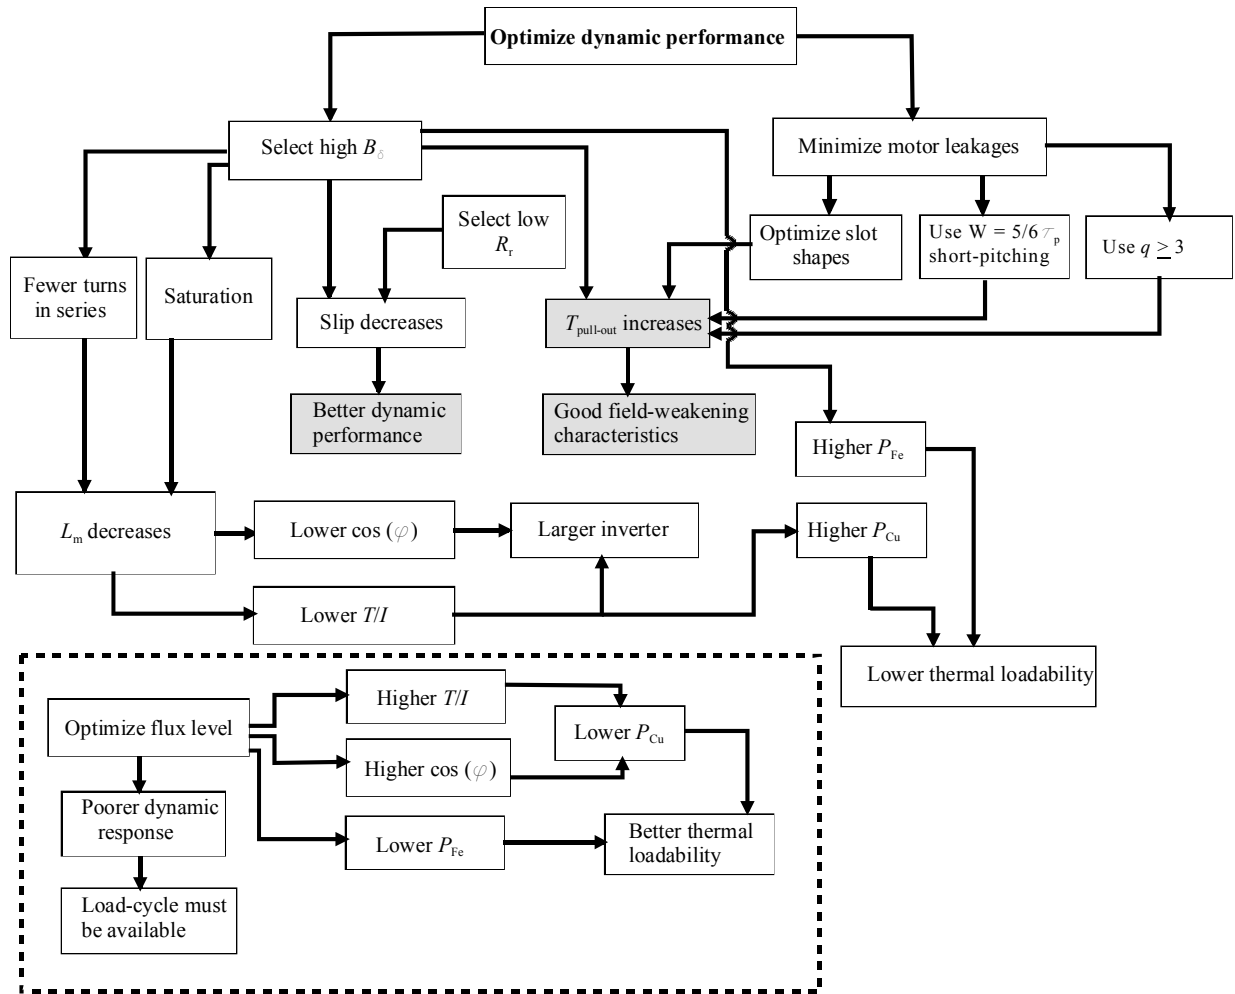 Optimize dynamic performance
Select high Bδ
Minimize motor leakages
Select low
Rr
Optimize slot
shapes
Use W = 5/6 τp
short-pitching
Use q ≥ 3
Fewer turns
in series
Saturation
Slip decreases
Tpull-out increases
Better dynamic
performance
Good field-weakening
characteristics
Higher PFe
Lm decreases
Lower cos (φ)
Larger inverter
Higher PCu
Lower T/I
Lower thermal loadability
Optimize flux level
Higher T/I
Lower PCu
Higher cos (φ)
Poorer dynamic
response
Lower PFe
Better thermal
loadability
Load-cycle must
be available